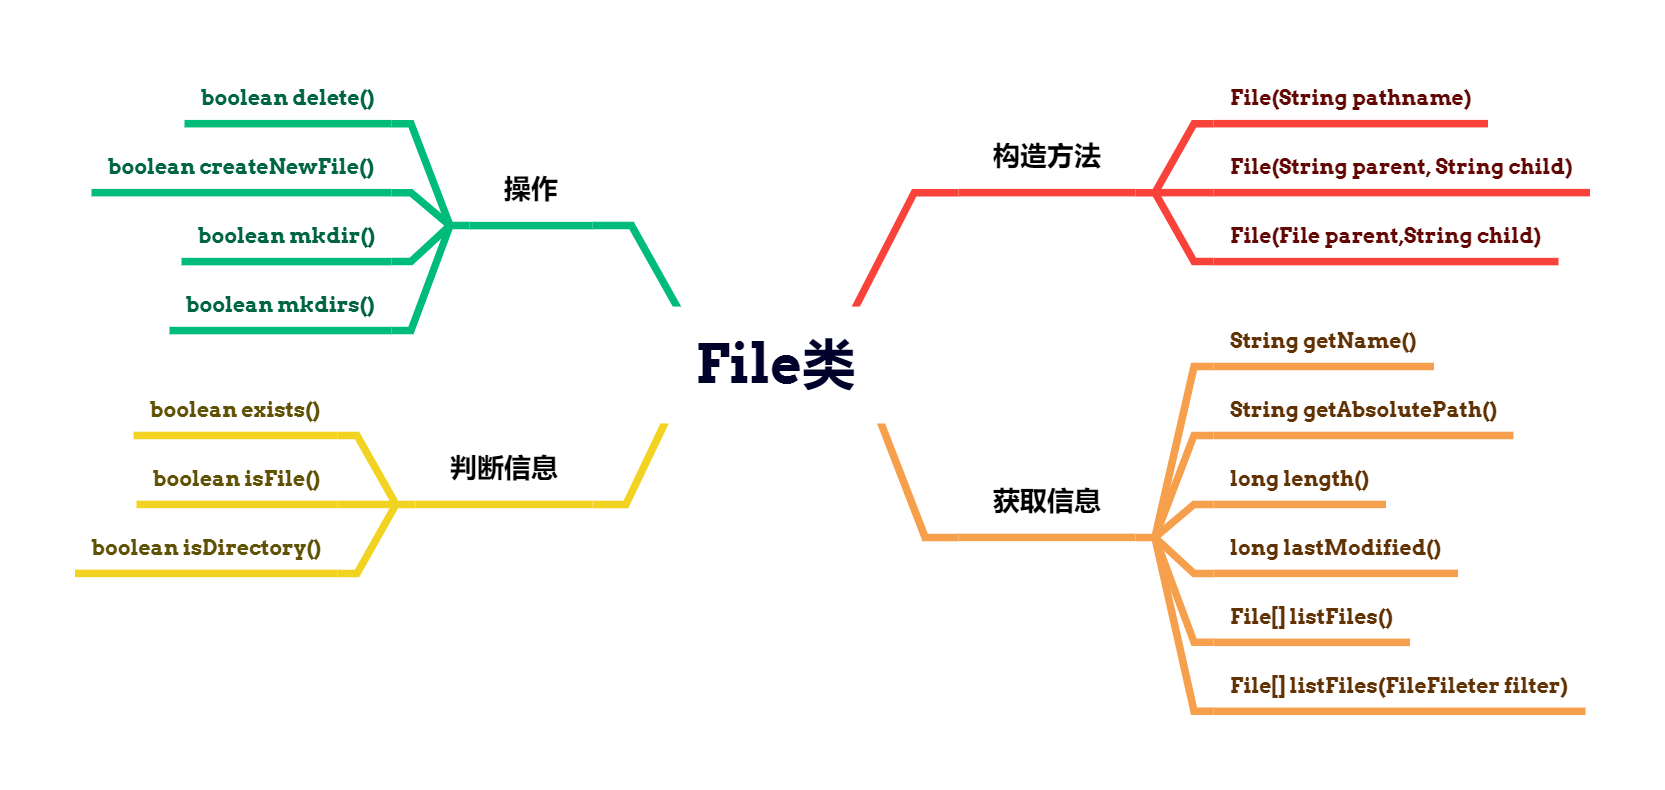 File类
构造方法
File(String pathname)
File(String parent, String child)
File(File parent,String child)
获取信息
String getName()
String getAbsolutePath()
long length()
long lastModified()
File[] listFiles()
File[] listFiles(FileFileter filter)
操作
boolean delete()
boolean createNewFile()
boolean mkdir()
boolean mkdirs()
判断信息
boolean exists()
boolean isFile()
boolean isDirectory()